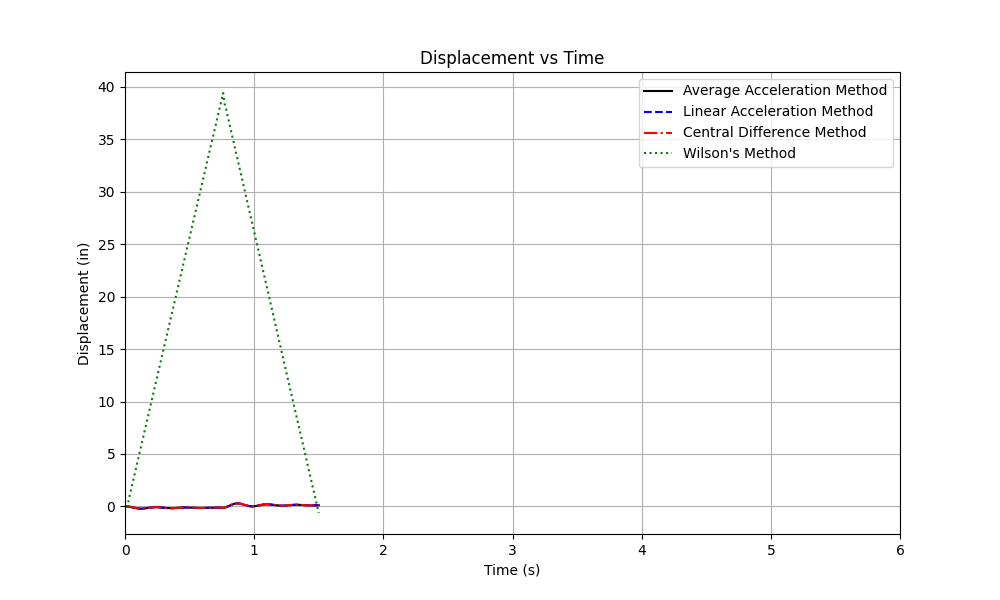 Displacement vs Time
Average Acceleration Method
Linear Acceleration Method
Central Difference Method
Wilson's Method
Displacement (in)
40
35
30
25
20
15
10
5
0
0 1 2 3 4 5 6
Time (s)